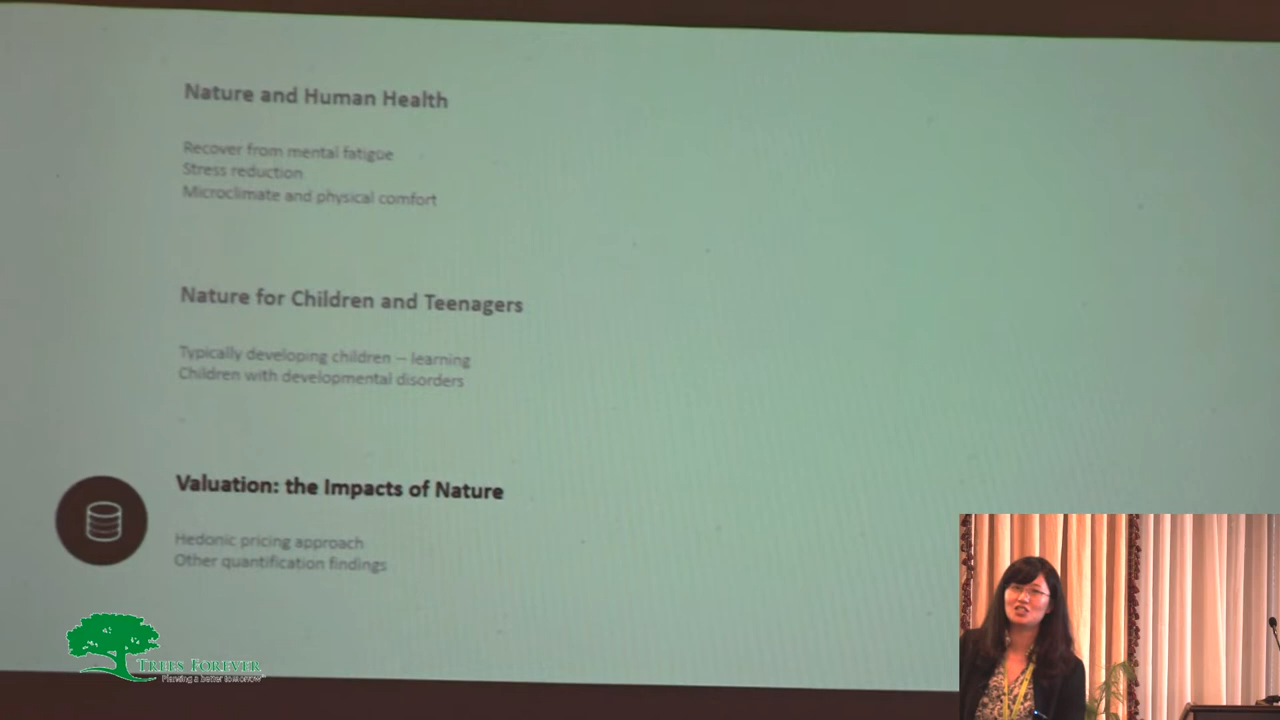 Nature and Human Health
Recover from mental fatigue
Stress reduction
Microclimate and physical comfort
Nature for Children and Teenagers
Typically developing children – learning
Children with developmental disorders
Valuation: the Impacts of Nature
Hedonic pricing approach
Other quantification findings
TREES FOREVER
Planting a better tomorrow